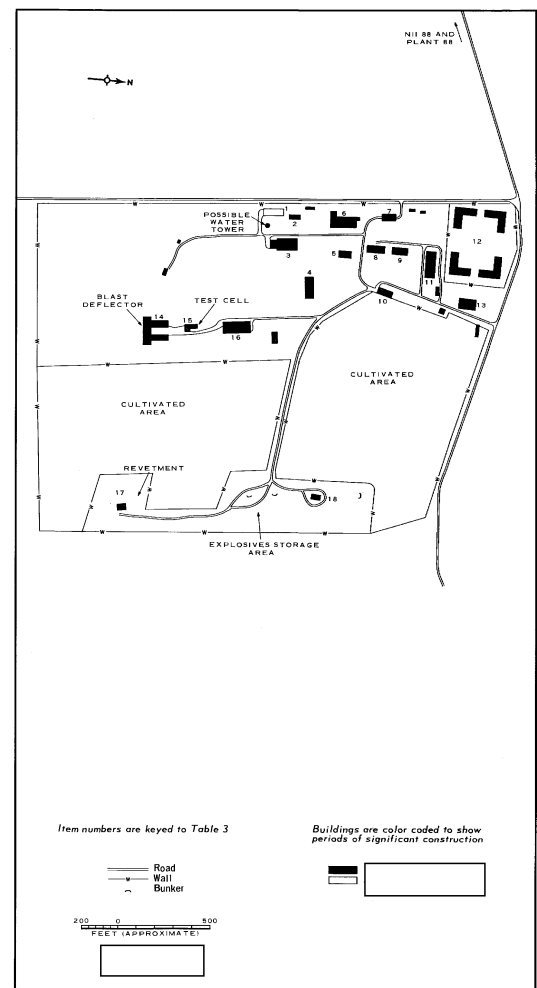 NII 88 AND
PLANT 88
N
W
W
W
1
2
6
7
POSSIBLE
WATER
TOWER
W
W
W
12
3
5
8
9
11
W
4
10
W
13
BLAST
DEFLECTOR
TEST CELL
14
15
16
W
W
W
W
W
W
CULTIVATED
AREA
CULTIVATED
AREA
W
W
W
REVETMENT
W
W
W
W
17
W
18
W
W
W
W
EXPLOSIVES STORAGE
AREA
Item numbers are keyed to Table 3
Buildings are color coded to show
periods of significant construction
Road
W Wall
Bunker
200 0 500
FEET (APPROXIMATE)